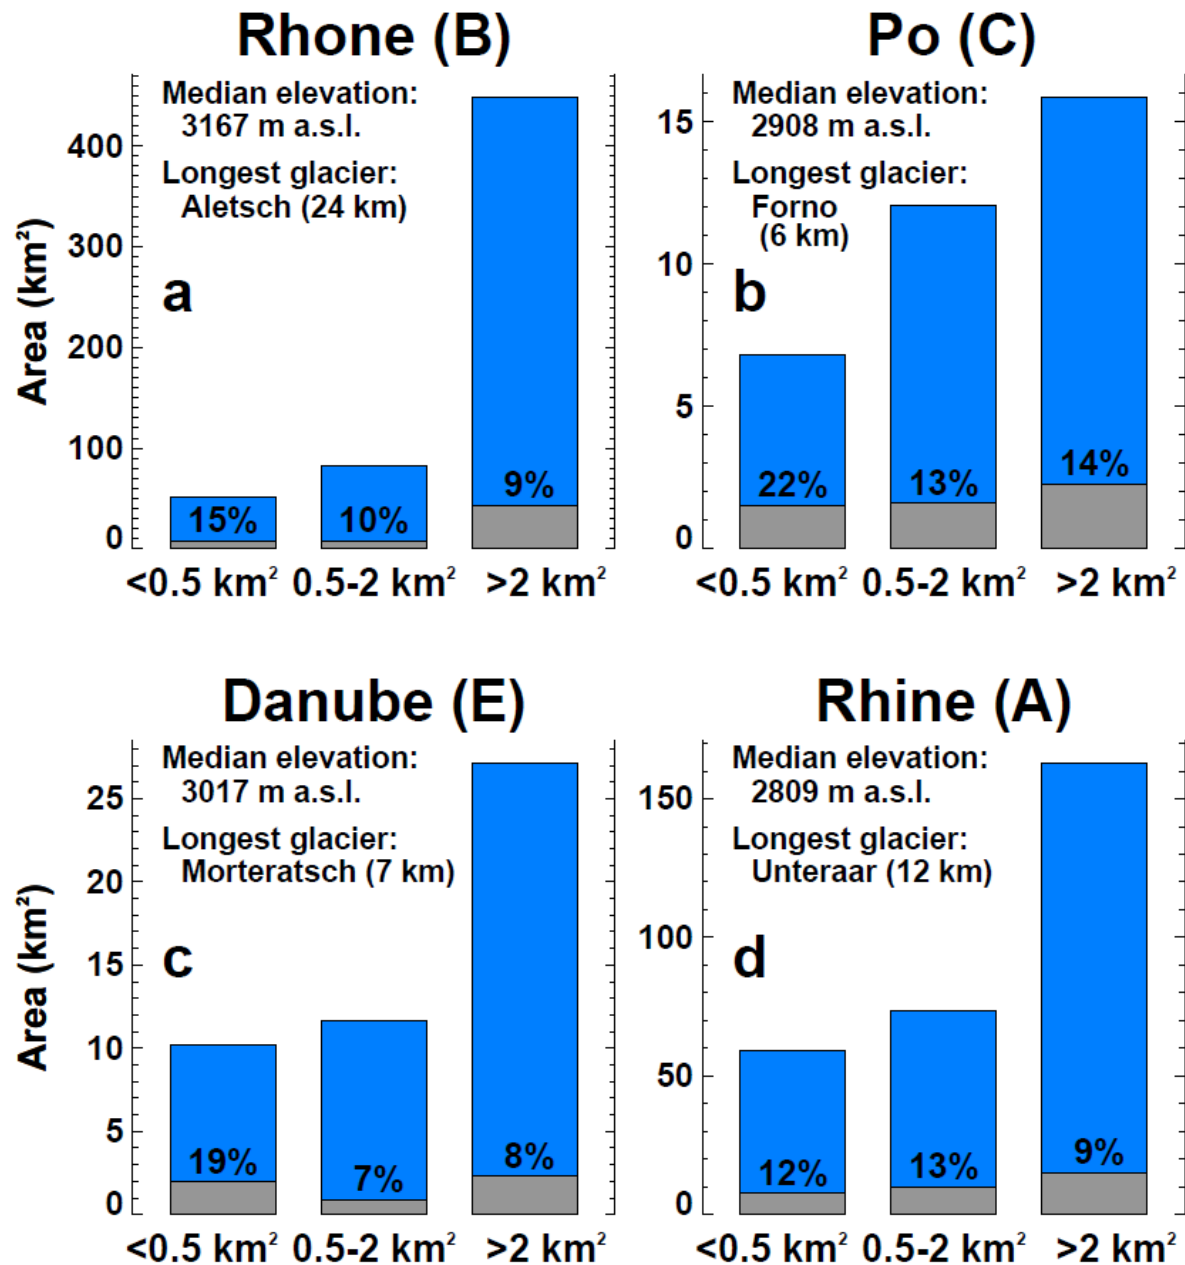 Rhone (B)
Median elevation:
3167 m a.s.l.
Longest glacier:
Aletsch (24 km)
a
Area (km²)
400
300
200
100
0
15%
10%
9%
<0.5 km²
0.5-2 km²
>2 km²
Po (C)
Median elevation:
2908 m a.s.l.
Longest glacier:
Forno
(6 km)
b
15
10
5
0
22%
13%
14%
<0.5 km²
0.5-2 km²
>2 km²
Danube (E)
Median elevation:
3017 m a.s.l.
Longest glacier:
Morteratsch (7 km)
c
Area (km²)
25
20
15
10
5
0
19%
7%
8%
<0.5 km²
0.5-2 km²
>2 km²
Rhine (A)
Median elevation:
2809 m a.s.l.
Longest glacier:
Unteraar (12 km)
d
150
100
50
0
12%
13%
9%
<0.5 km²
0.5-2 km²
>2 km²